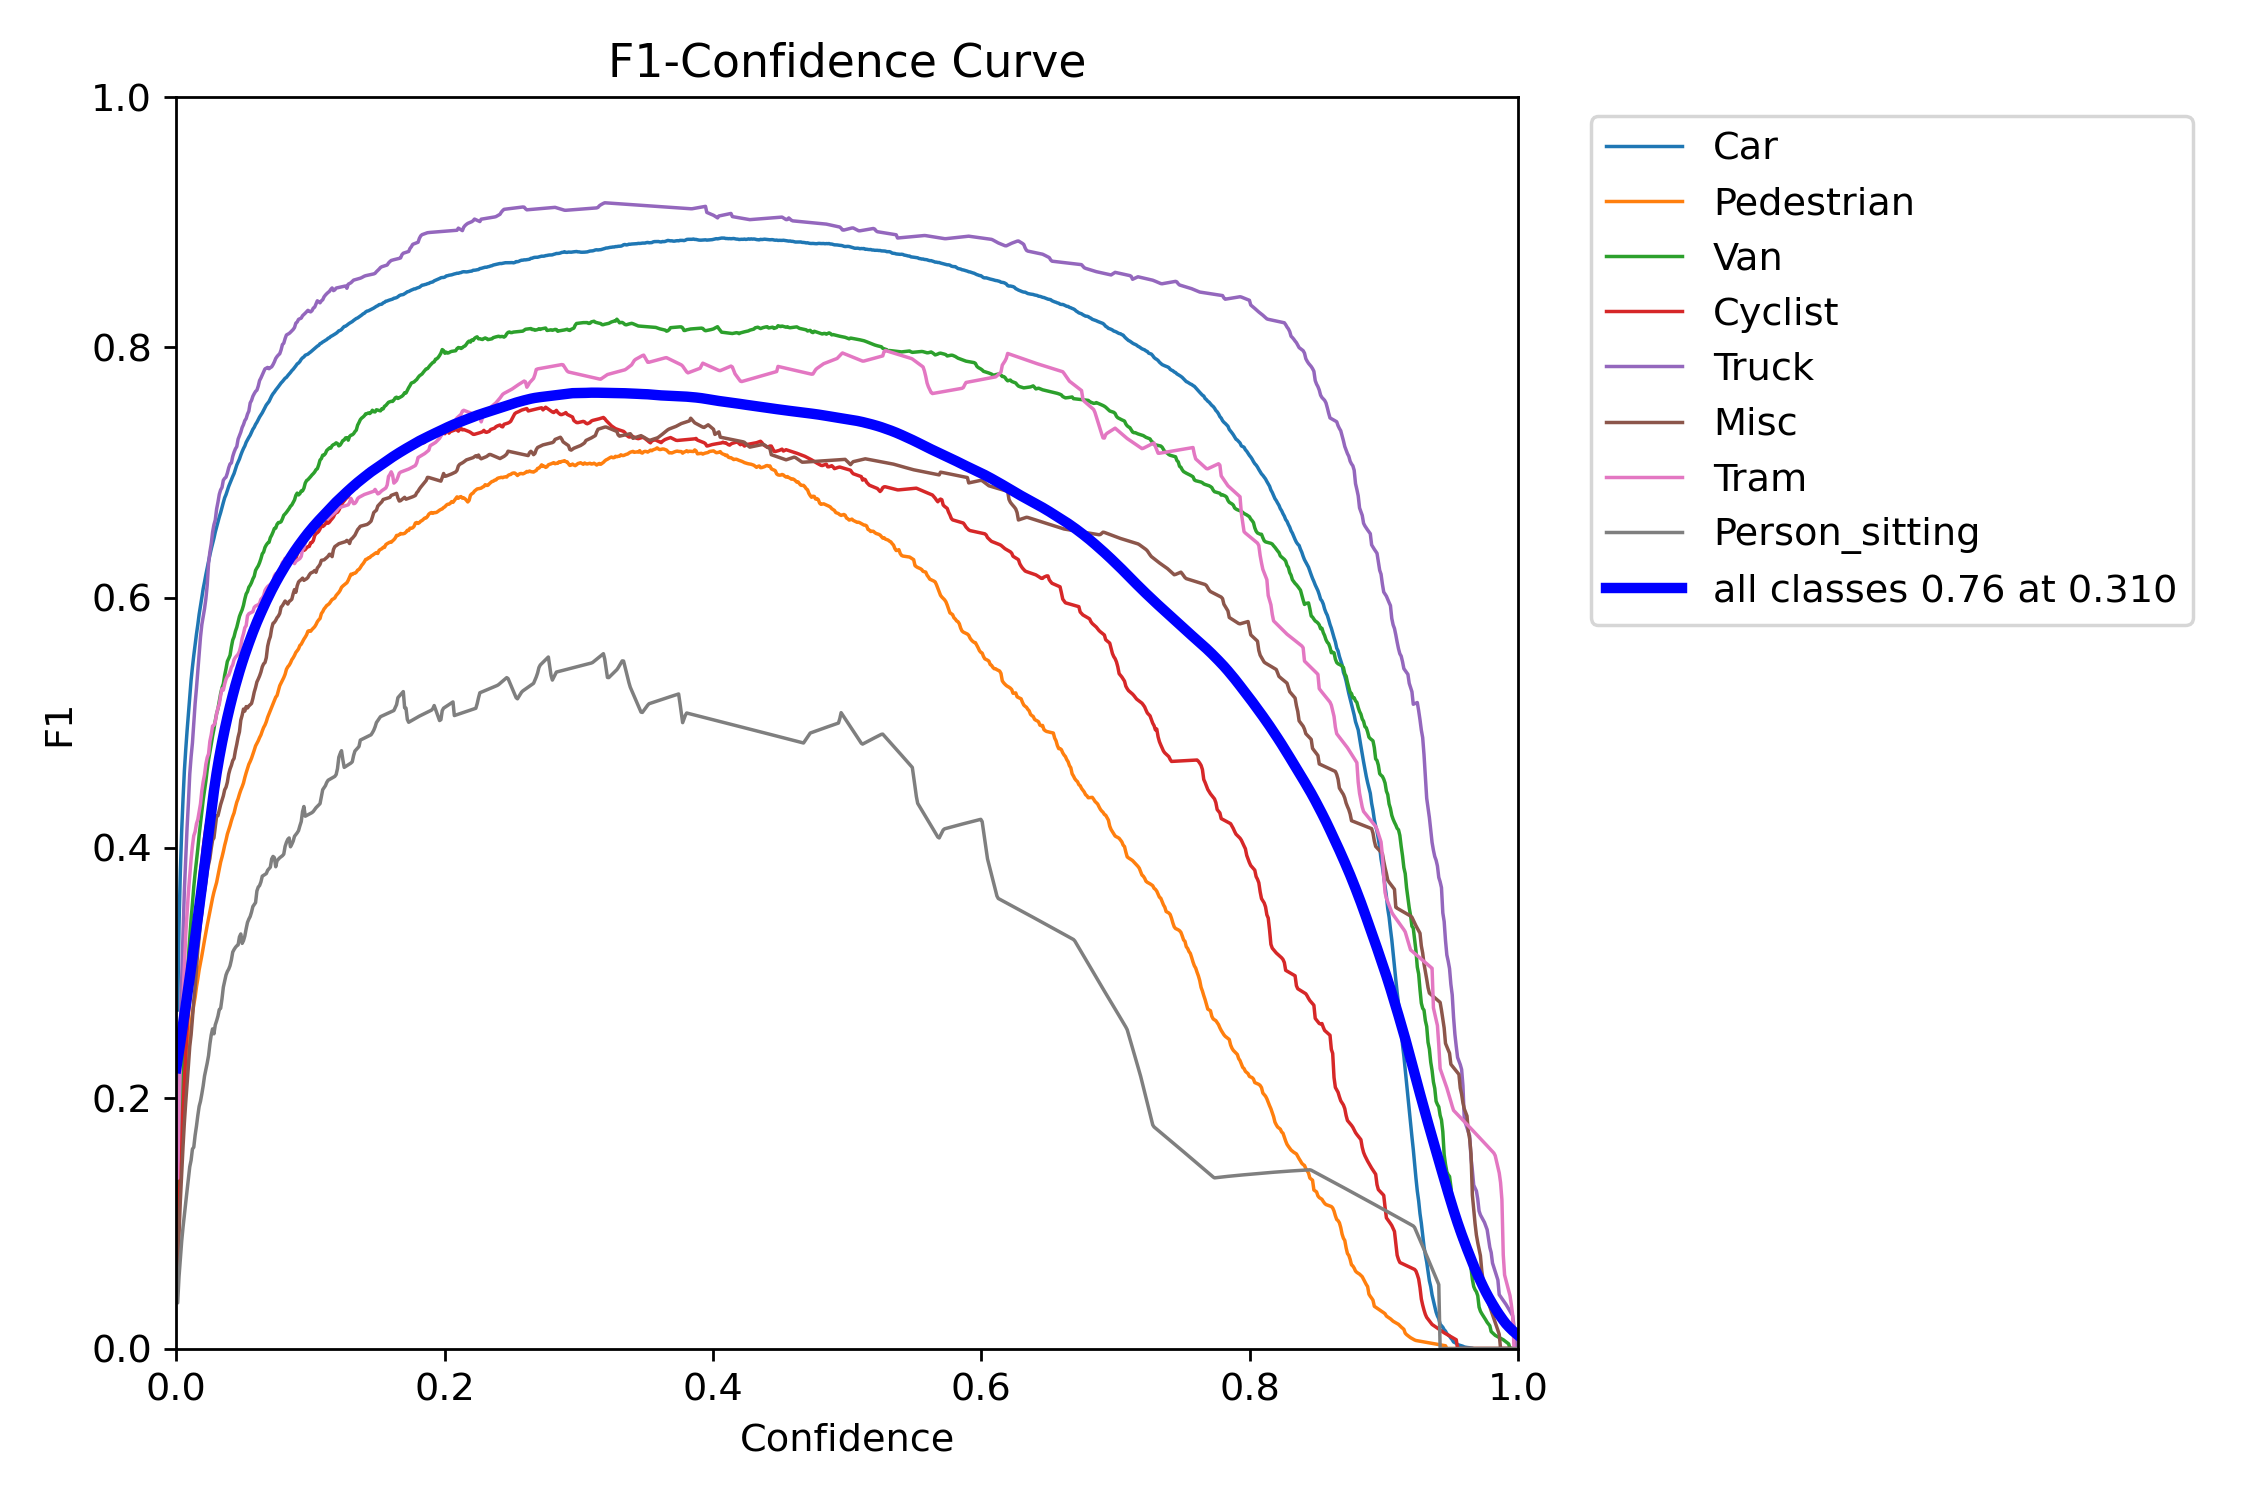 F1-Confidence Curve
1.0
0.8
0.6
0.4
0.2
0.0
F1
0.0 0.2 0.4 0.6 0.8 1.0
Confidence
Car
Pedestrian
Van
Cyclist
Truck
Misc
Tram
Person_sitting
all classes 0.76 at 0.310